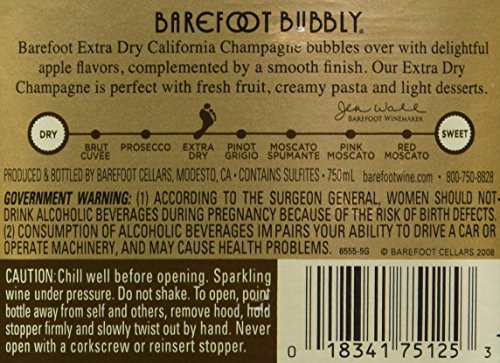 BAREFOOT BUBBLY®
Barefoot Extra Dry California Champagne bubbles over with delightful
apple flavors, complemented by a smooth finish. Our Extra Dry
Champagne is perfect with fresh fruit, creamy pasta and light desserts.
Jen Wall
BAREFOOT WINEMAKER
DRY
BRUT CUVÉE
PROSECCO
EXTRA DRY
PINOT GRIGIO
MOSCATO SPUMANTE
PINK MOSCATO
RED MOSCATO
SWEET
PRODUCED & BOTTLED BY BAREFOOT CELLARS, MODESTO, CA • CONTAINS SULFITES • 750mL barefootwine.com • 800-750-8828
GOVERNMENT WARNING: (1) ACCORDING TO THE SURGEON GENERAL, WOMEN SHOULD NOT
DRINK ALCOHOLIC BEVERAGES DURING PREGNANCY BECAUSE OF THE RISK OF BIRTH DEFECTS.
(2) CONSUMPTION OF ALCOHOLIC BEVERAGES IMPAIRS YOUR ABILITY TO DRIVE A CAR OR
OPERATE MACHINERY, AND MAY CAUSE HEALTH PROBLEMS. 6555-5G © BAREFOOT CELLARS 2008
CAUTION: Chill well before opening. Sparkling
wine under pressure. Do not shake. To open, point
bottle away from self and others, remove hood, hold
stopper firmly and slowly twist out by hand. Never
open with a corkscrew or reinsert stopper.
0 18341 75125 3